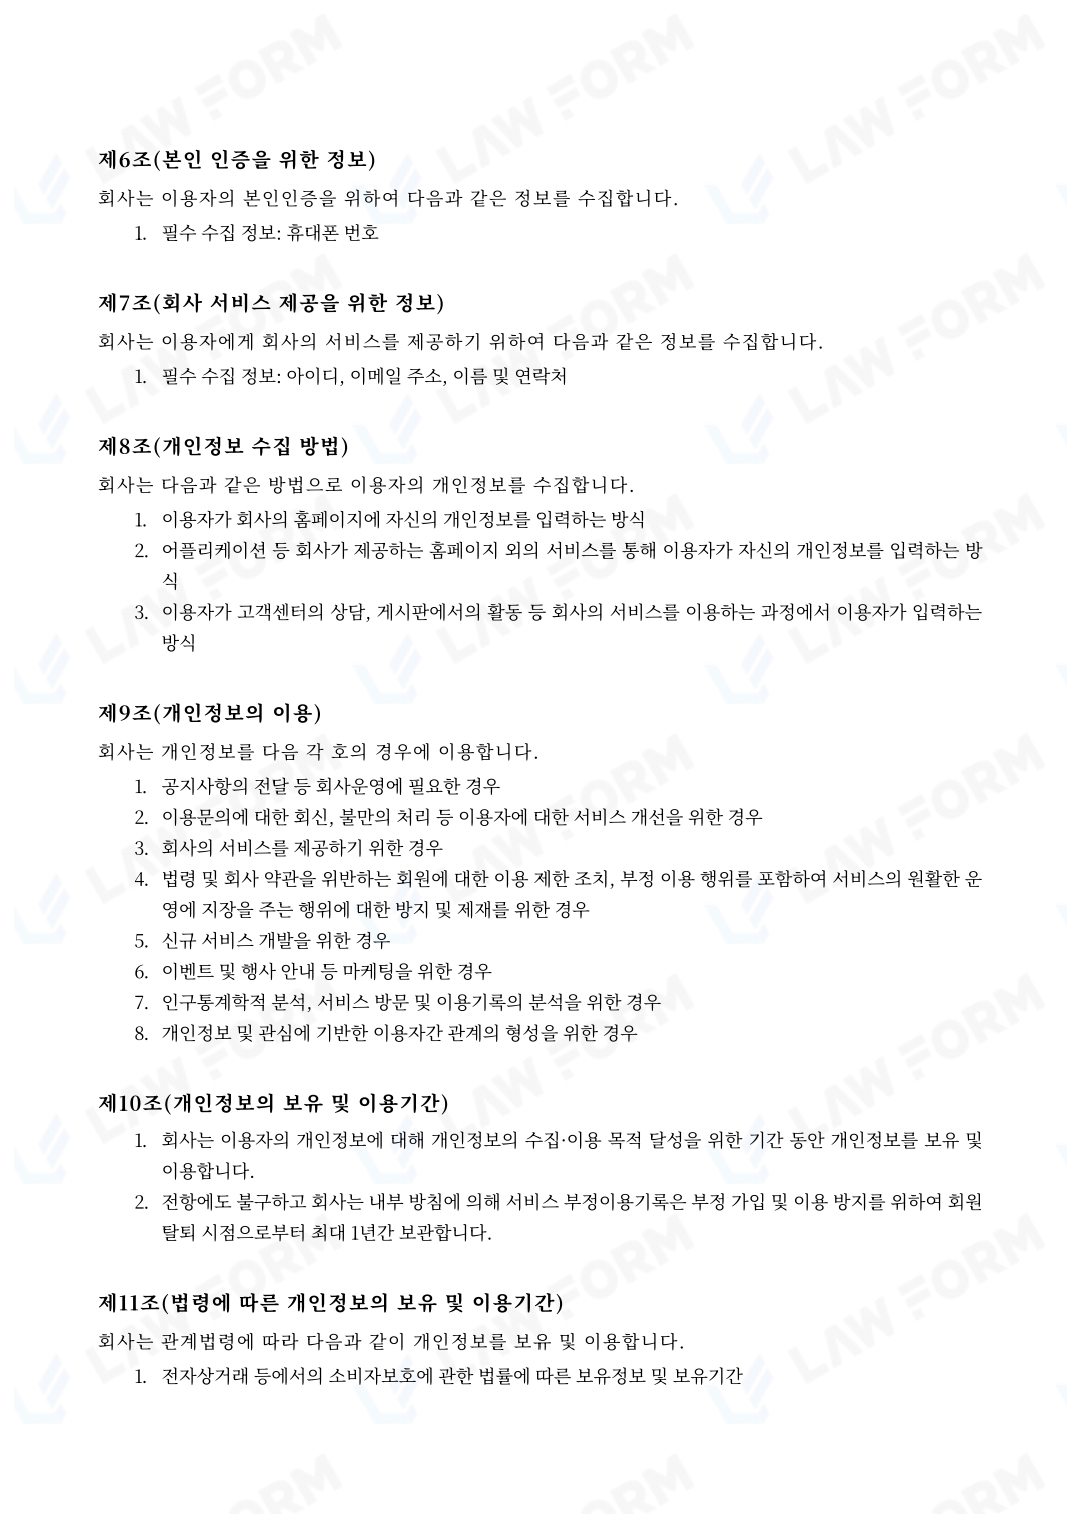 제6조(본인 인증을 위한 정보)
회사는 이용자의 본인인증을 위하여 다음과 같은 정보를 수집합니다.
1. 필수 수집 정보: 휴대폰 번호
제7조(회사 서비스 제공을 위한 정보)
회사는 이용자에게 회사의 서비스를 제공하기 위하여 다음과 같은 정보를 수집합니다.
1. 필수 수집 정보: 아이디, 이메일 주소, 이름 및 연락처
제8조(개인정보 수집 방법)
회사는 다음과 같은 방법으로 이용자의 개인정보를 수집합니다.
1. 이용자가 회사의 홈페이지에 자신의 개인정보를 입력하는 방식
2. 어플리케이션 등 회사가 제공하는 홈페이지 외의 서비스를 통해 이용자가 자신의 개인정보를 입력하는 방
식
3. 이용자가 고객센터의 상담, 게시판에서의 활동 등 회사의 서비스를 이용하는 과정에서 이용자가 입력하는
방식
제9조(개인정보의 이용)
회사는 개인정보를 다음 각 호의 경우에 이용합니다.
1. 공지사항의 전달 등 회사운영에 필요한 경우
2. 이용문의에 대한 회신, 불만의 처리 등 이용자에 대한 서비스 개선을 위한 경우
3. 회사의 서비스를 제공하기 위한 경우
4. 법령 및 회사 약관을 위반하는 회원에 대한 이용 제한 조치, 부정 이용 행위를 포함하여 서비스의 원활한 운
영에 지장을 주는 행위에 대한 방지 및 제재를 위한 경우
5. 신규 서비스 개발을 위한 경우
6. 이벤트 및 행사 안내 등 마케팅을 위한 경우
7. 인구통계학적 분석, 서비스 방문 및 이용기록의 분석을 위한 경우
8. 개인정보 및 관심에 기반한 이용자간 관계의 형성을 위한 경우
제10조(개인정보의 보유 및 이용기간)
1. 회사는 이용자의 개인정보에 대해 개인정보의 수집·이용 목적 달성을 위한 기간 동안 개인정보를 보유 및
이용합니다.
2. 전항에도 불구하고 회사는 내부 방침에 의해 서비스 부정이용기록은 부정 가입 및 이용 방지를 위하여 회원
탈퇴 시점으로부터 최대 1년간 보관합니다.
제11조(법령에 따른 개인정보의 보유 및 이용기간)
회사는 관계법령에 따라 다음과 같이 개인정보를 보유 및 이용합니다.
1. 전자상거래 등에서의 소비자보호에 관한 법률에 따른 보유정보 및 보유기간